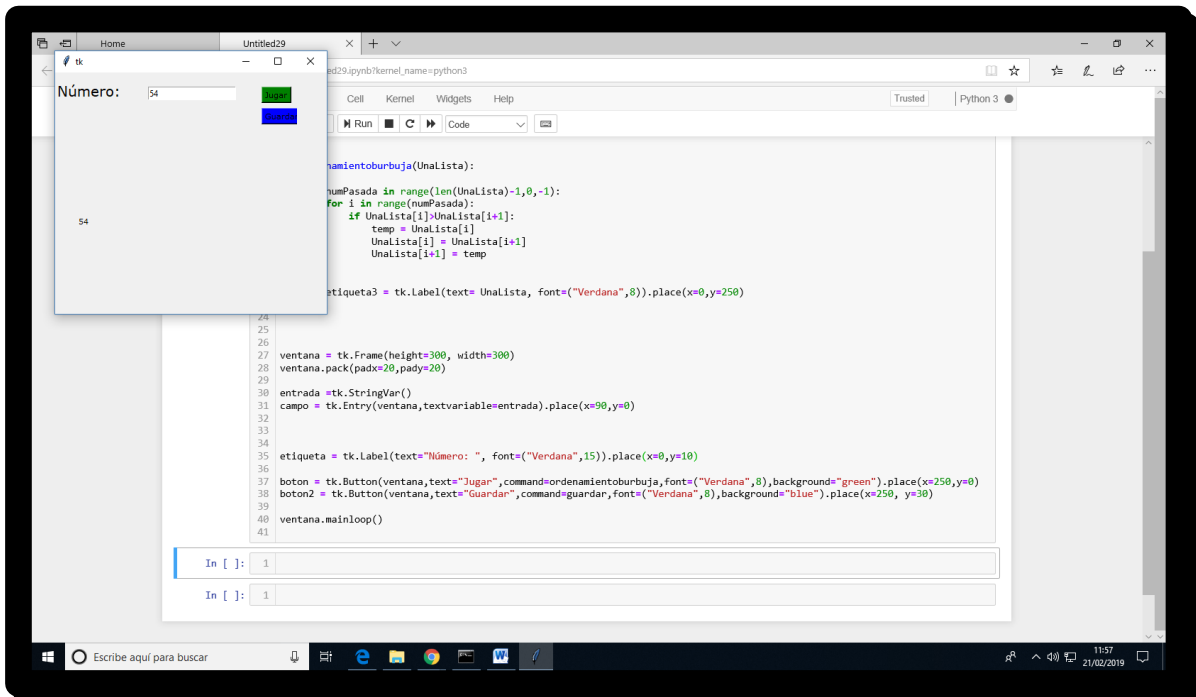 Home
Untitled29
tk
ed29.ipynb?kernel_name=python3
Número:
54
Jugar
Guardar
54
Cell Kernel Widgets Help
Trusted
Python 3
Run
Code
namientoburbuja(UnaLista):
numPasada in range(len(UnaLista)-1,0,-1):
for i in range(numPasada):
if UnaLista[i]>UnaLista[i+1]:
temp = UnaLista[i]
UnaLista[i] = UnaLista[i+1]
UnaLista[i+1] = temp
etiqueta3 = tk.Label(text= UnaLista, font=("Verdana",8)).place(x=0,y=250)
24
25
26
27 ventana = tk.Frame(height=300, width=300)
28 ventana.pack(padx=20,pady=20)
29
30 entrada =tk.StringVar()
31 campo = tk.Entry(ventana,textvariable=entrada).place(x=90,y=0)
32
33
34
35 etiqueta = tk.Label(text="Número: ", font=("Verdana",15)).place(x=0,y=10)
36
37 boton = tk.Button(ventana,text="Jugar",command=ordenamientoburbuja,font=("Verdana",8),background="green").place(x=250,y=0)
38 boton2 = tk.Button(ventana,text="Guardar",command=guardar,font=("Verdana",8),background="blue").place(x=250, y=30)
39
40 ventana.mainloop()
41
In [ ]: 1
In [ ]: 1
Escribe aquí para buscar
11:57
21/02/2019